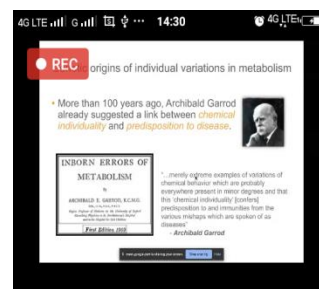 4G LTE G 14:30 4G LTE
REC
origins of individual variations in metabolism
• More than 100 years ago, Archibald Garrod
already suggested a link between chemical
individuality and predisposition to disease.
INBORN ERRORS OF
METABOLISM
BY
ARCHIBALD E. GARROD
First Edition 1909
"...merely extreme examples of variations of
chemical behavior which are probably
everywhere present in minor degrees and that
this 'chemical individuality' [confers]
predisposition to and immunities from the
various mishaps which are spoken of as
diseases"
- Archibald Garrod